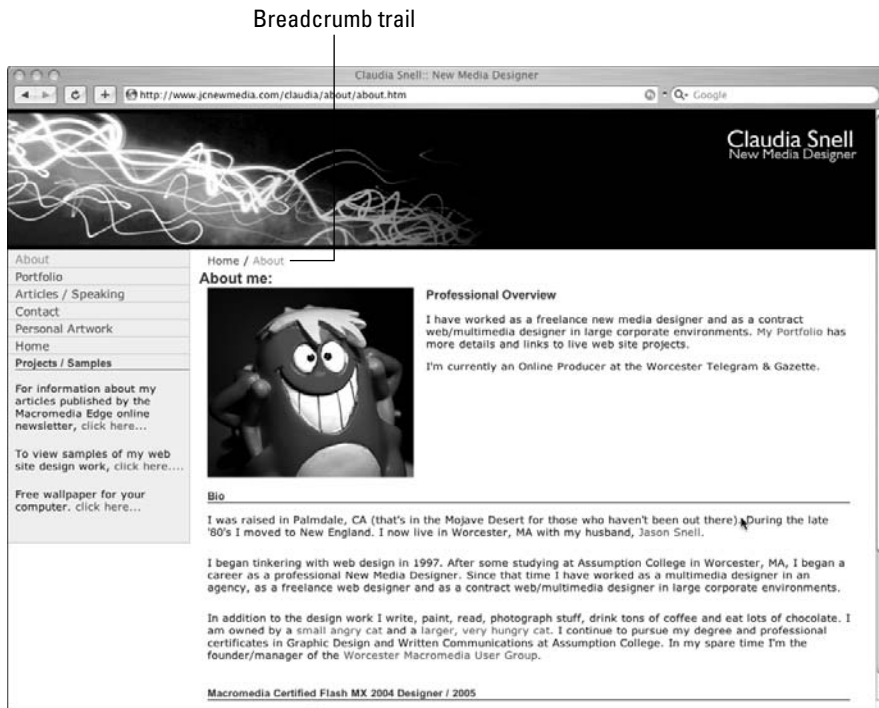 Breadcrumb trail
Claudia Snell:: New Media Designer
http://www.jcnewmedia.com/claudia/about/about.htm
Google
Claudia Snell
New Media Designer
About
Portfolio
Articles / Speaking
Contact
Personal Artwork
Home
Projects / Samples
For information about my
articles published by the
Macromedia Edge online
newsletter, click here...
To view samples of my web
site design work, click here....
Free wallpaper for your
computer. click here...
Home / About
About me:
Professional Overview
I have worked as a freelance new media designer and as a contract
web/multimedia designer in large corporate environments. My Portfolio has
more details and links to live web site projects.
I'm currently an Online Producer at the Worcester Telegram & Gazette.
Bio
I was raised in Palmdale, CA (that's in the Mojave Desert for those who haven't been out there). During the late
'80's I moved to New England. I now live in Worcester, MA with my husband, Jason Snell.
I began tinkering with web design in 1997. After some studying at Assumption College in Worcester, MA, I began a
career as a professional New Media Designer. Since that time I have worked as a multimedia designer in an
agency, as a freelance web designer and as a contract web/multimedia designer in large corporate environments.
In addition to the design work I write, paint, read, photograph stuff, drink tons of coffee and eat lots of chocolate. I
am owned by a small angry cat and a larger, very hungry cat. I continue to pursue my degree and professional
certificates in Graphic Design and Written Communications at Assumption College. In my spare time I'm the
founder/manager of the Worcester Macromedia User Group.
Macromedia Certified Flash MX 2004 Designer / 2005